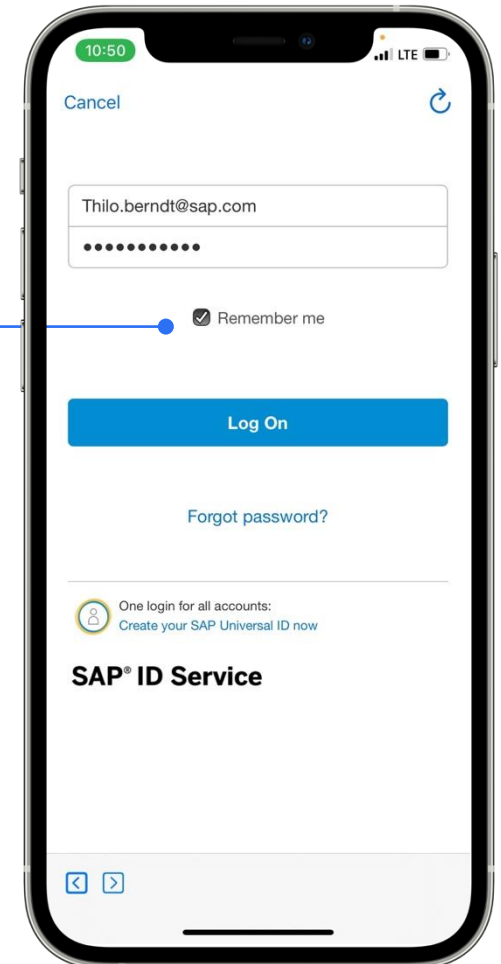 10:50
LTE
Cancel
Thilo.berndt@sap.com
•••••••••••
Remember me
Log On
Forgot password?
One login for all accounts:
Create your SAP Universal ID now
SAP® ID Service